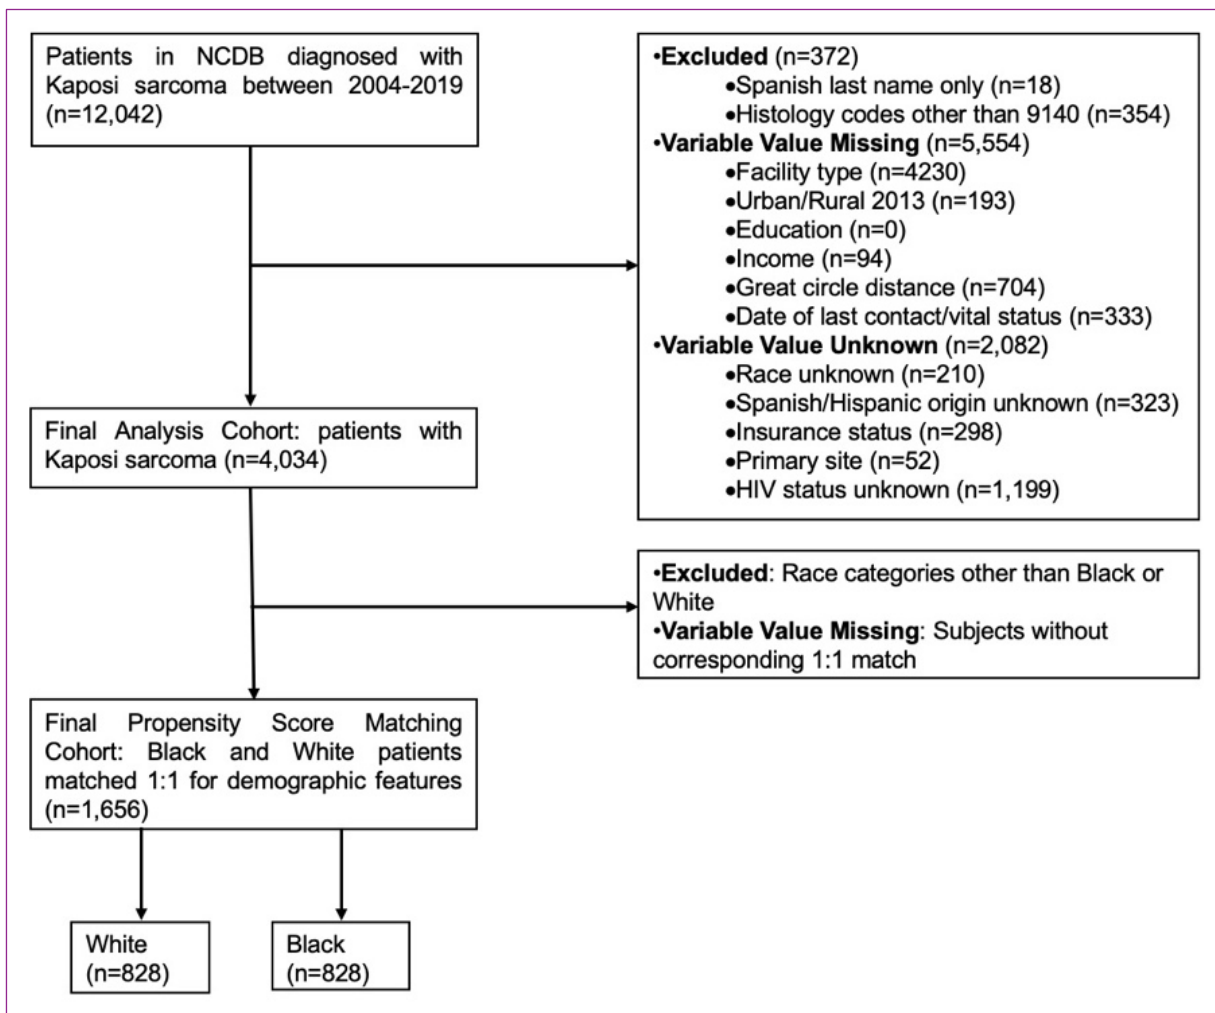 Patients in NCDB diagnosed with
Kaposi sarcoma between 2004-2019
(n=12,042)
•Excluded (n=372)
•Spanish last name only (n=18)
•Histology codes other than 9140 (n=354)
•Variable Value Missing (n=5,554)
•Facility type (n=4230)
•Urban/Rural 2013 (n=193)
•Education (n=0)
•Income (n=94)
•Great circle distance (n=704)
•Date of last contact/vital status (n=333)
•Variable Value Unknown (n=2,082)
•Race unknown (n=210)
•Spanish/Hispanic origin unknown (n=323)
•Insurance status (n=298)
•Primary site (n=52)
•HIV status unknown (n=1,199)
Final Analysis Cohort: patients with
Kaposi sarcoma (n=4,034)
•Excluded: Race categories other than Black or
White
•Variable Value Missing: Subjects without
corresponding 1:1 match
Final Propensity Score Matching
Cohort: Black and White patients
matched 1:1 for demographic features
(n=1,656)
White
(n=828)
Black
(n=828)